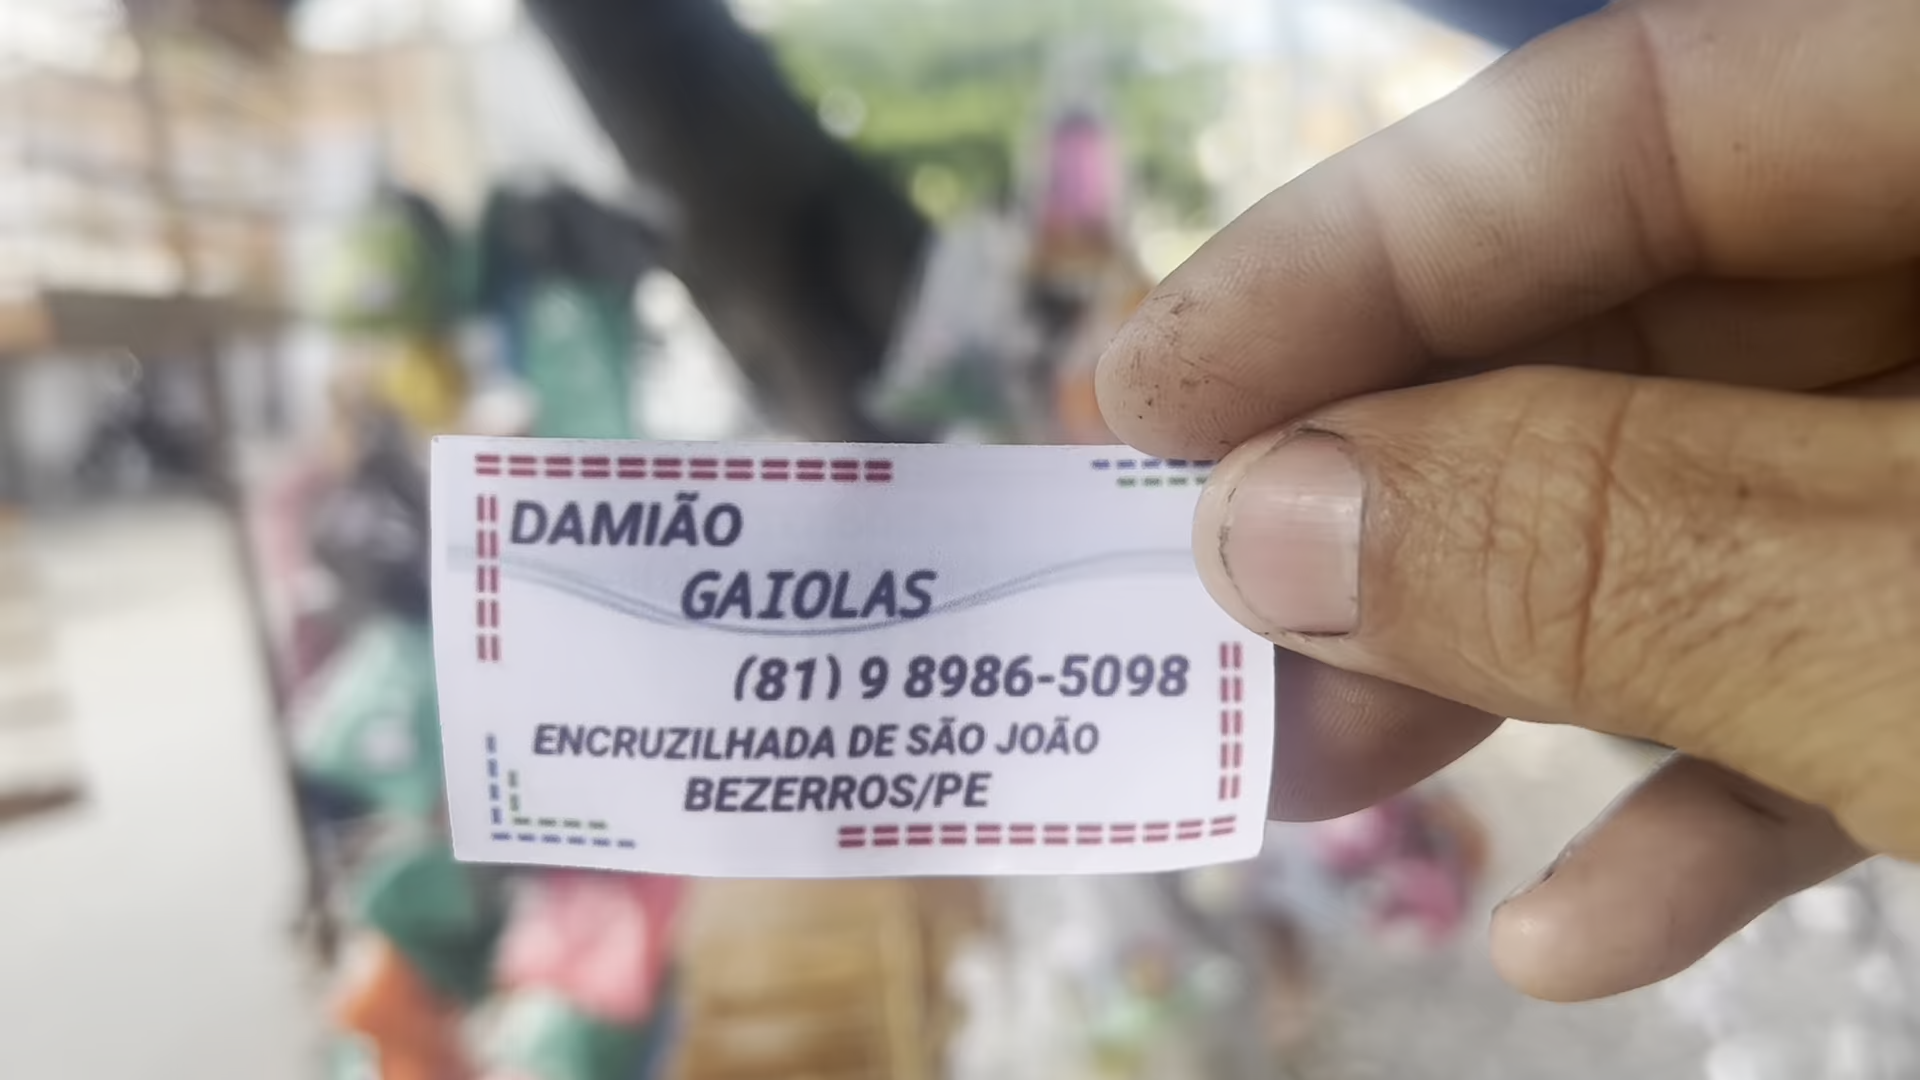 DAMIÃO
GAIOLAS
(81) 9 8986-5098
ENCRUZILHADA DE SÃO JOÃO
BEZERROS/PE